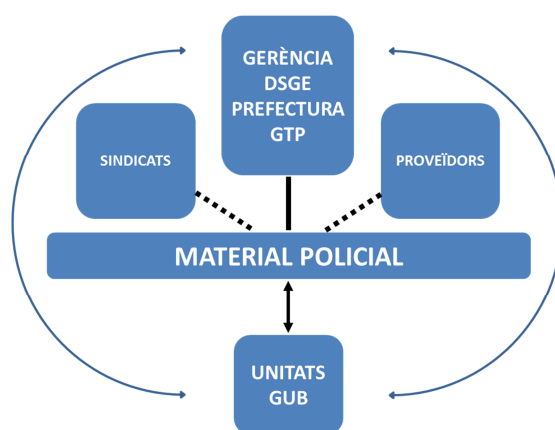 GERÈNCIA
DSGE
PREFECTURA
GTP
SINDICATS
PROVEÏDORS
MATERIAL POLICIAL
UNITATS
GUB